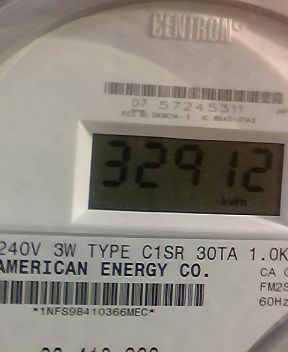 CENTRON
07 57245311
32912
kWh
240V 3W TYPE C1SR 30TA 1.0K
AMERICAN ENERGY CO.
CA
FM2S
60Hz
*1NFS98410366MEC*